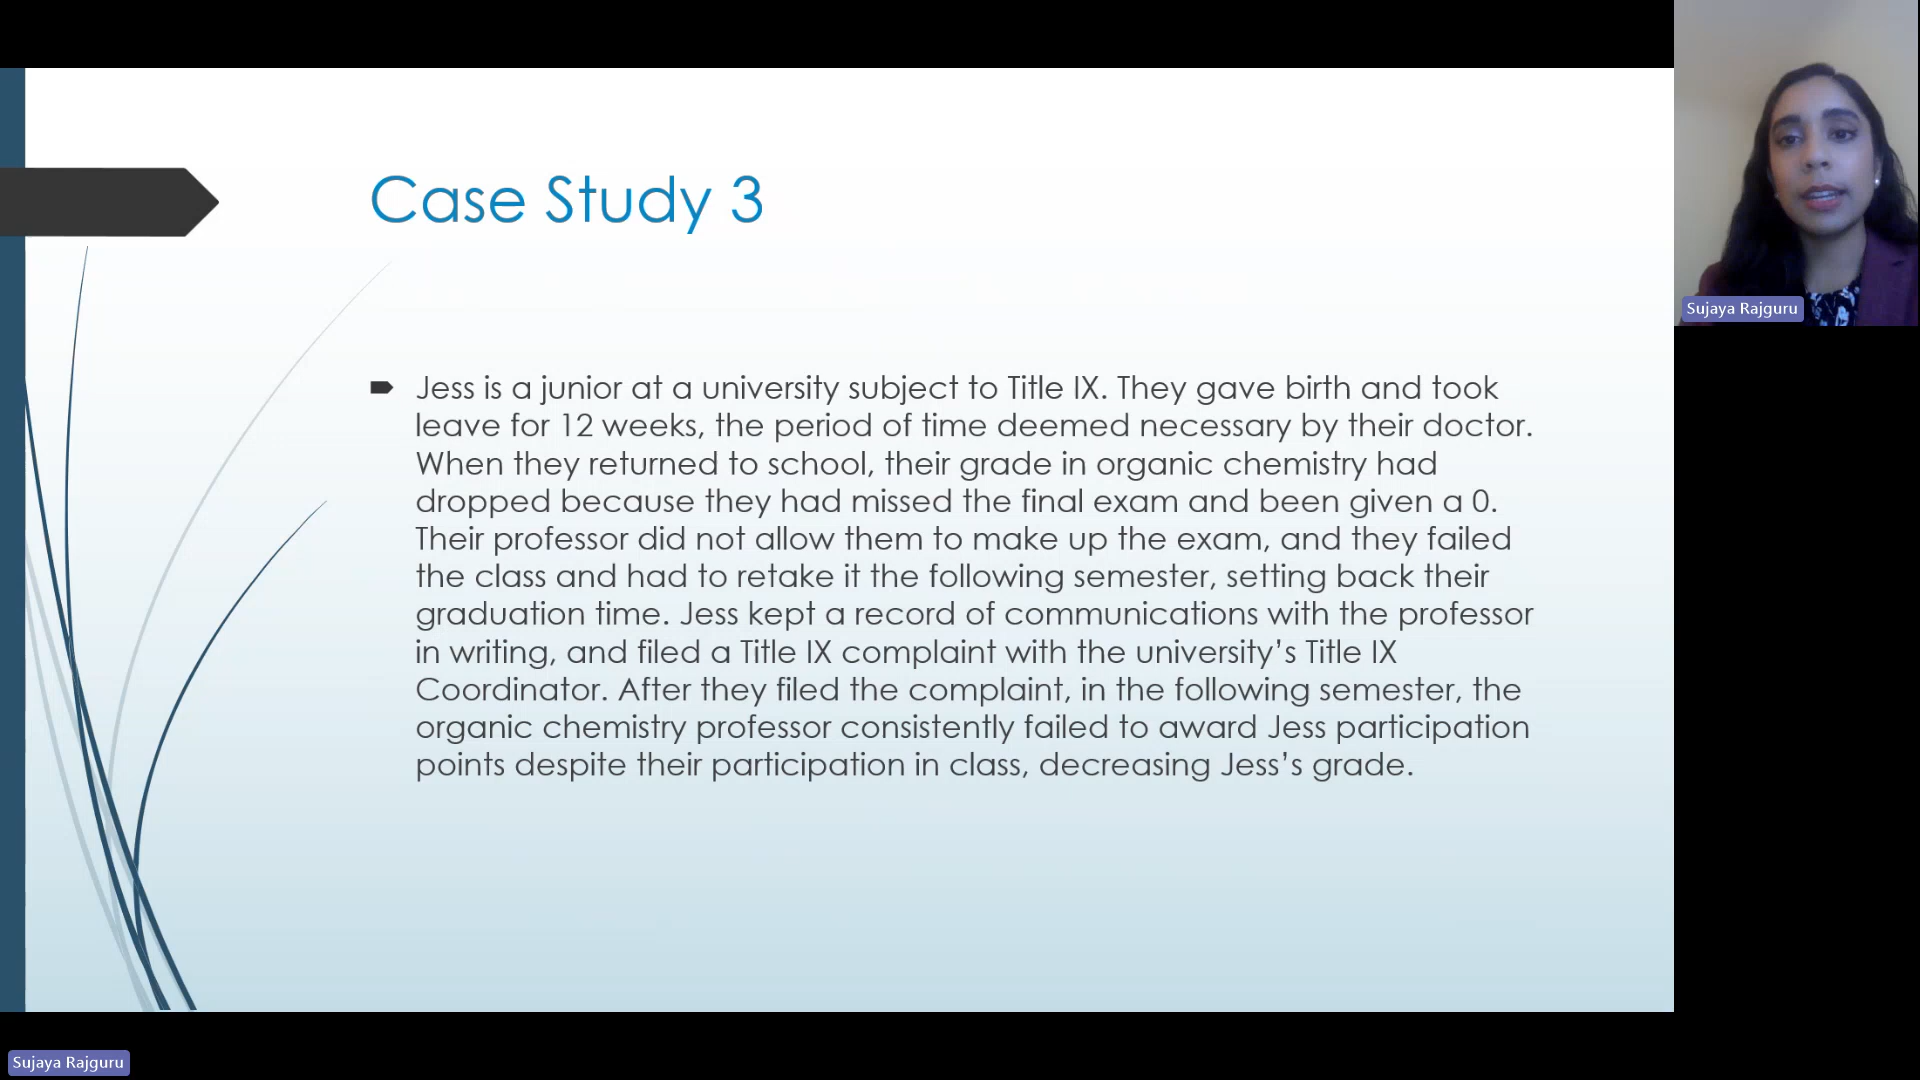 Case Study 3
Jess is a junior at a university subject to Title IX. They gave birth and took
leave for 12 weeks, the period of time deemed necessary by their doctor.
When they returned to school, their grade in organic chemistry had
dropped because they had missed the final exam and been given a 0.
Their professor did not allow them to make up the exam, and they failed
the class and had to retake it the following semester, setting back their
graduation time. Jess kept a record of communications with the professor
in writing, and filed a Title IX complaint with the university’s Title IX
Coordinator. After they filed the complaint, in the following semester, the
organic chemistry professor consistently failed to award Jess participation
points despite their participation in class, decreasing Jess’s grade.
Sujaya Rajguru
Sujaya Rajguru